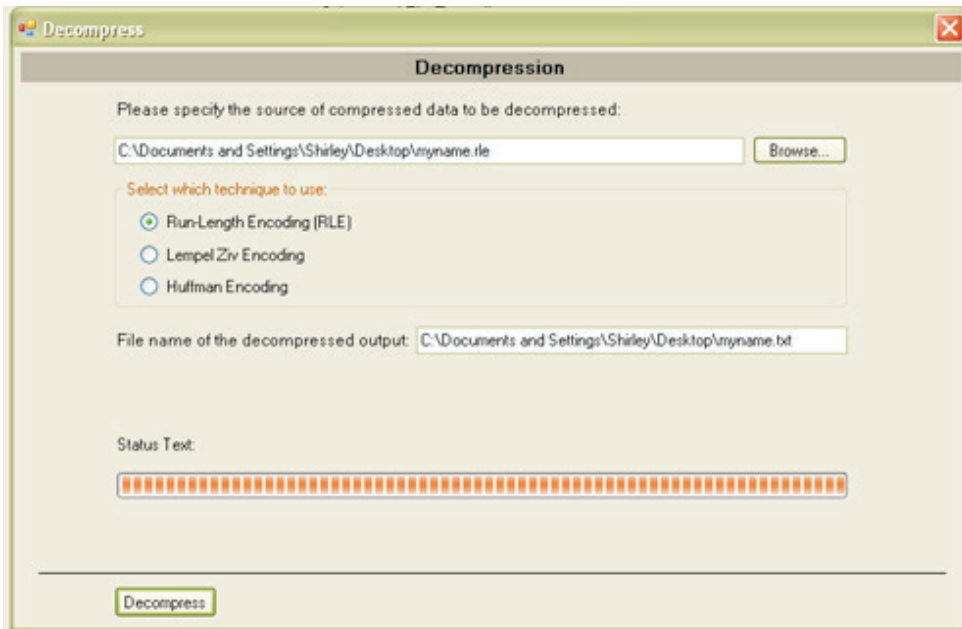 Decompress
Decompression
Please specify the source of compressed data to be decompressed:
C:\Documents and Settings\Shirley\Desktop\myname.rle Browse...
Select which technique to use:
Run-Length Encoding (RLE)
Lempel Ziv Encoding
Huffman Encoding
File name of the decompressed output: C:\Documents and Settings\Shirley\Desktop\myname.txt
Status Text:
Decompress